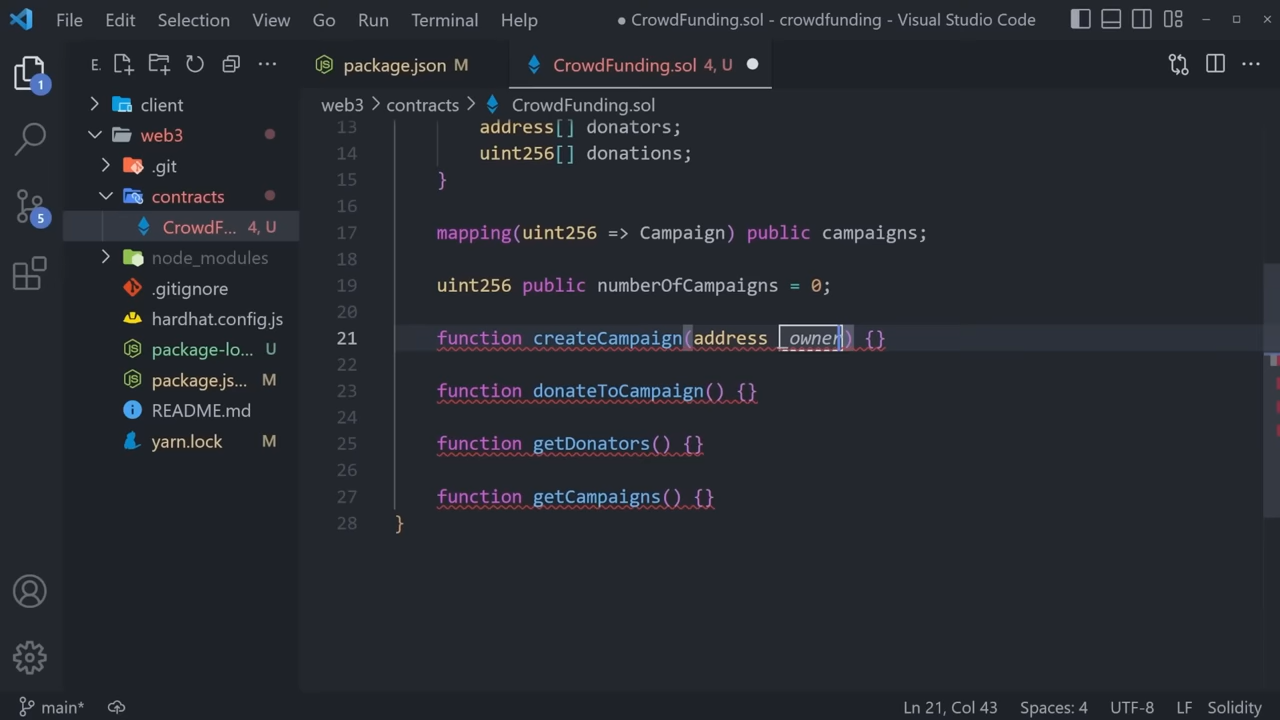 File Edit Selection View Go Run Terminal Help
● CrowdFunding.sol - crowdfunding - Visual Studio Code
E.
package.json M
CrowdFunding.sol 4, U
client
web3
.git
contracts
CrowdF... 4, U
node_modules
.gitignore
hardhat.config.js
package-lo... U
package.js... M
README.md
yarn.lock M
1
5
web3 > contracts > CrowdFunding.sol
13 address[] donators;
14 uint256[] donations;
15 }
16
17 mapping(uint256 => Campaign) public campaigns;
18
19 uint256 public numberOfCampaigns = 0;
20
21 function createCampaign(address _owner) {}
22
23 function donateToCampaign() {}
24
25 function getDonators() {}
26
27 function getCampaigns() {}
28 }
main*
Ln 21, Col 43 Spaces: 4 UTF-8 LF Solidity